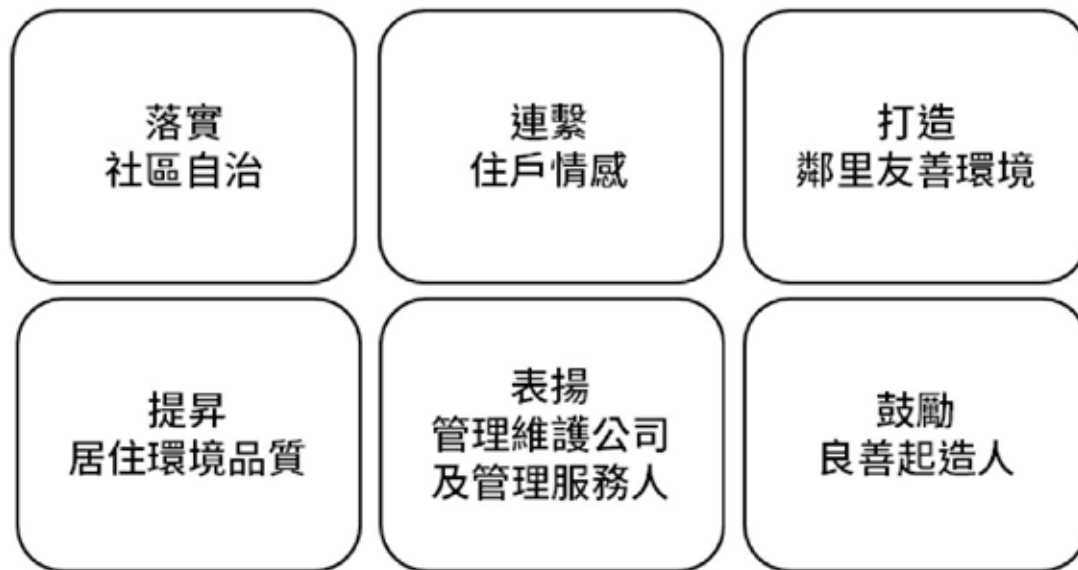 落實
社區自治
連繫
住戶情感
打造
鄰里友善環境
提昇
居住環境品質
表揚
管理維護公司
及管理服務人
鼓勵
良善起造人